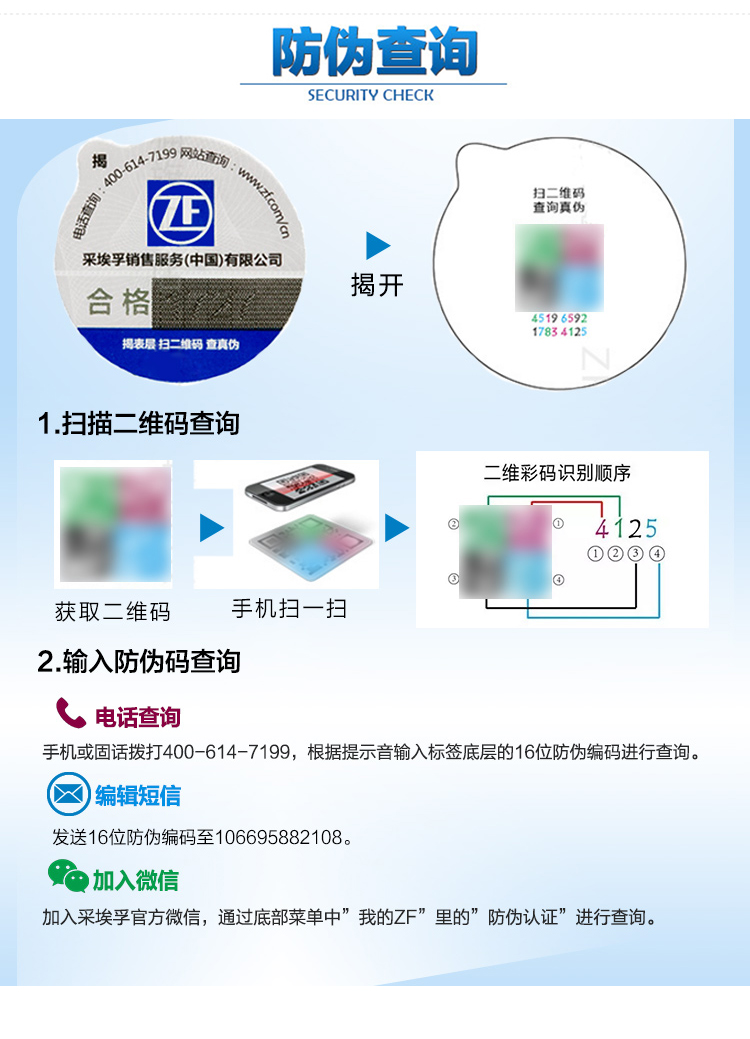 防伪查询
SECURITY CHECK
揭
电话查询：400-614-7199 网站查询：www.zf.com/cn
ZF
采埃孚销售服务(中国)有限公司
合格
揭表层 扫二维码 查真伪
揭开
扫二维码
查询真伪
4519 6592
1783 4125
1.扫描二维码查询
获取二维码
手机扫一扫
二维彩码识别顺序
② ① 4125
① ② ③ ④
③ ④
2.输入防伪码查询
电话查询
手机或固话拨打400-614-7199，根据提示音输入标签底层的16位防伪编码进行查询。
编辑短信
发送16位防伪编码至106695882108。
加入微信
加入采埃孚官方微信，通过底部菜单中”我的ZF”里的”防伪认证”进行查询。